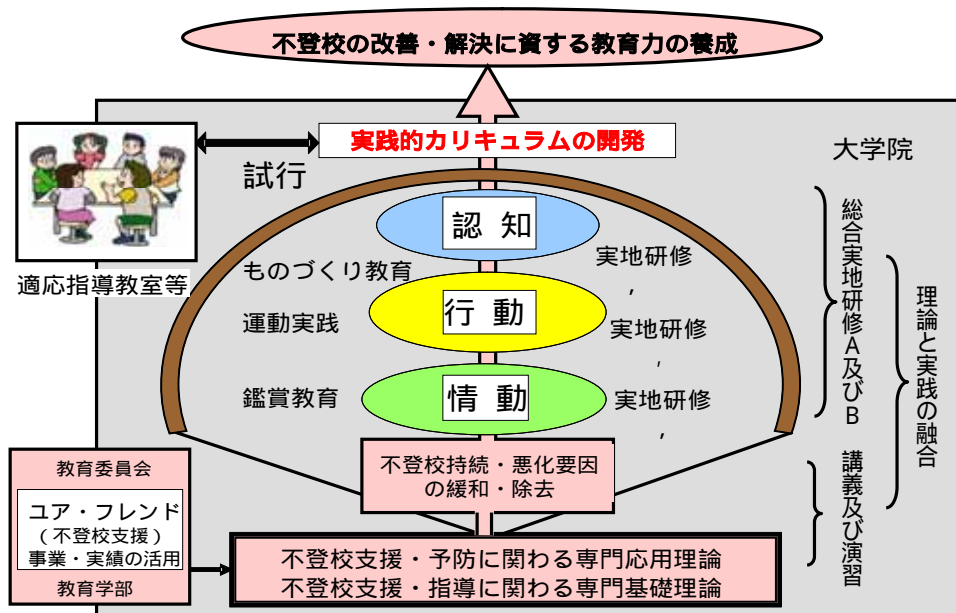 不登校の改善・解決に資する教育力の養成
実践的カリキュラムの開発
大学院
試行
適応指導教室等
認 知
ものづくり教育
実地研修
,
行 動
運動実践
実地研修
,
情 動
鑑賞教育
実地研修
,
総合実地研修A及びB
理論と実践の融合
講義及び演習
不登校持続・悪化要因
の緩和・除去
教育委員会
ユア・フレンド
(不登校支援)
事業・実績の活用
教育学部
不登校支援・予防に関わる専門応用理論
不登校支援・指導に関わる専門基礎理論